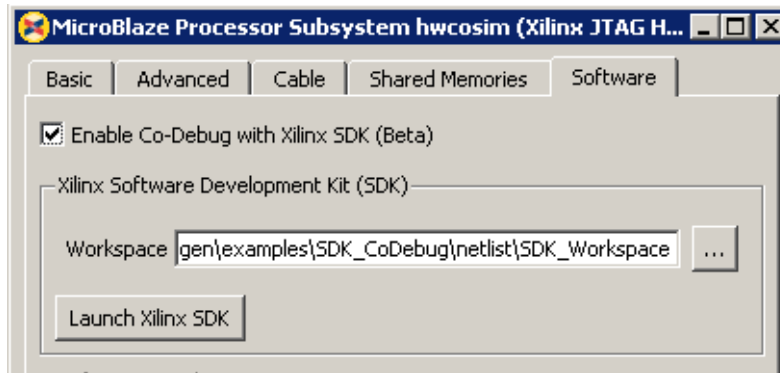 MicroBlaze Processor Subsystem hwcosim (Xilinx JTAG H...
Basic Advanced Cable Shared Memories Software
Enable Co-Debug with Xilinx SDK (Beta)
Xilinx Software Development Kit (SDK)
Workspace gen\examples\SDK_CoDebug\netlist\SDK_Workspace ...
Launch Xilinx SDK